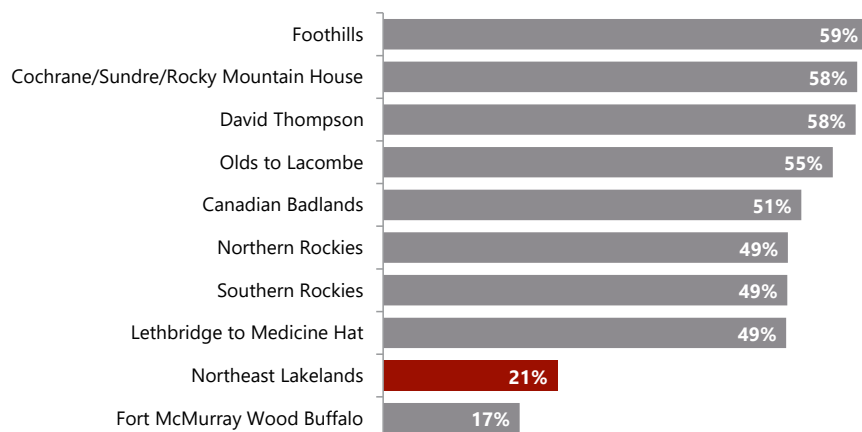 Foothills 59%
Cochrane/Sundre/Rocky Mountain House 58%
David Thompson 58%
Olds to Lacombe 55%
Canadian Badlands 51%
Northern Rockies 49%
Southern Rockies 49%
Lethbridge to Medicine Hat 49%
Northeast Lakelands 21%
Fort McMurray Wood Buffalo 17%